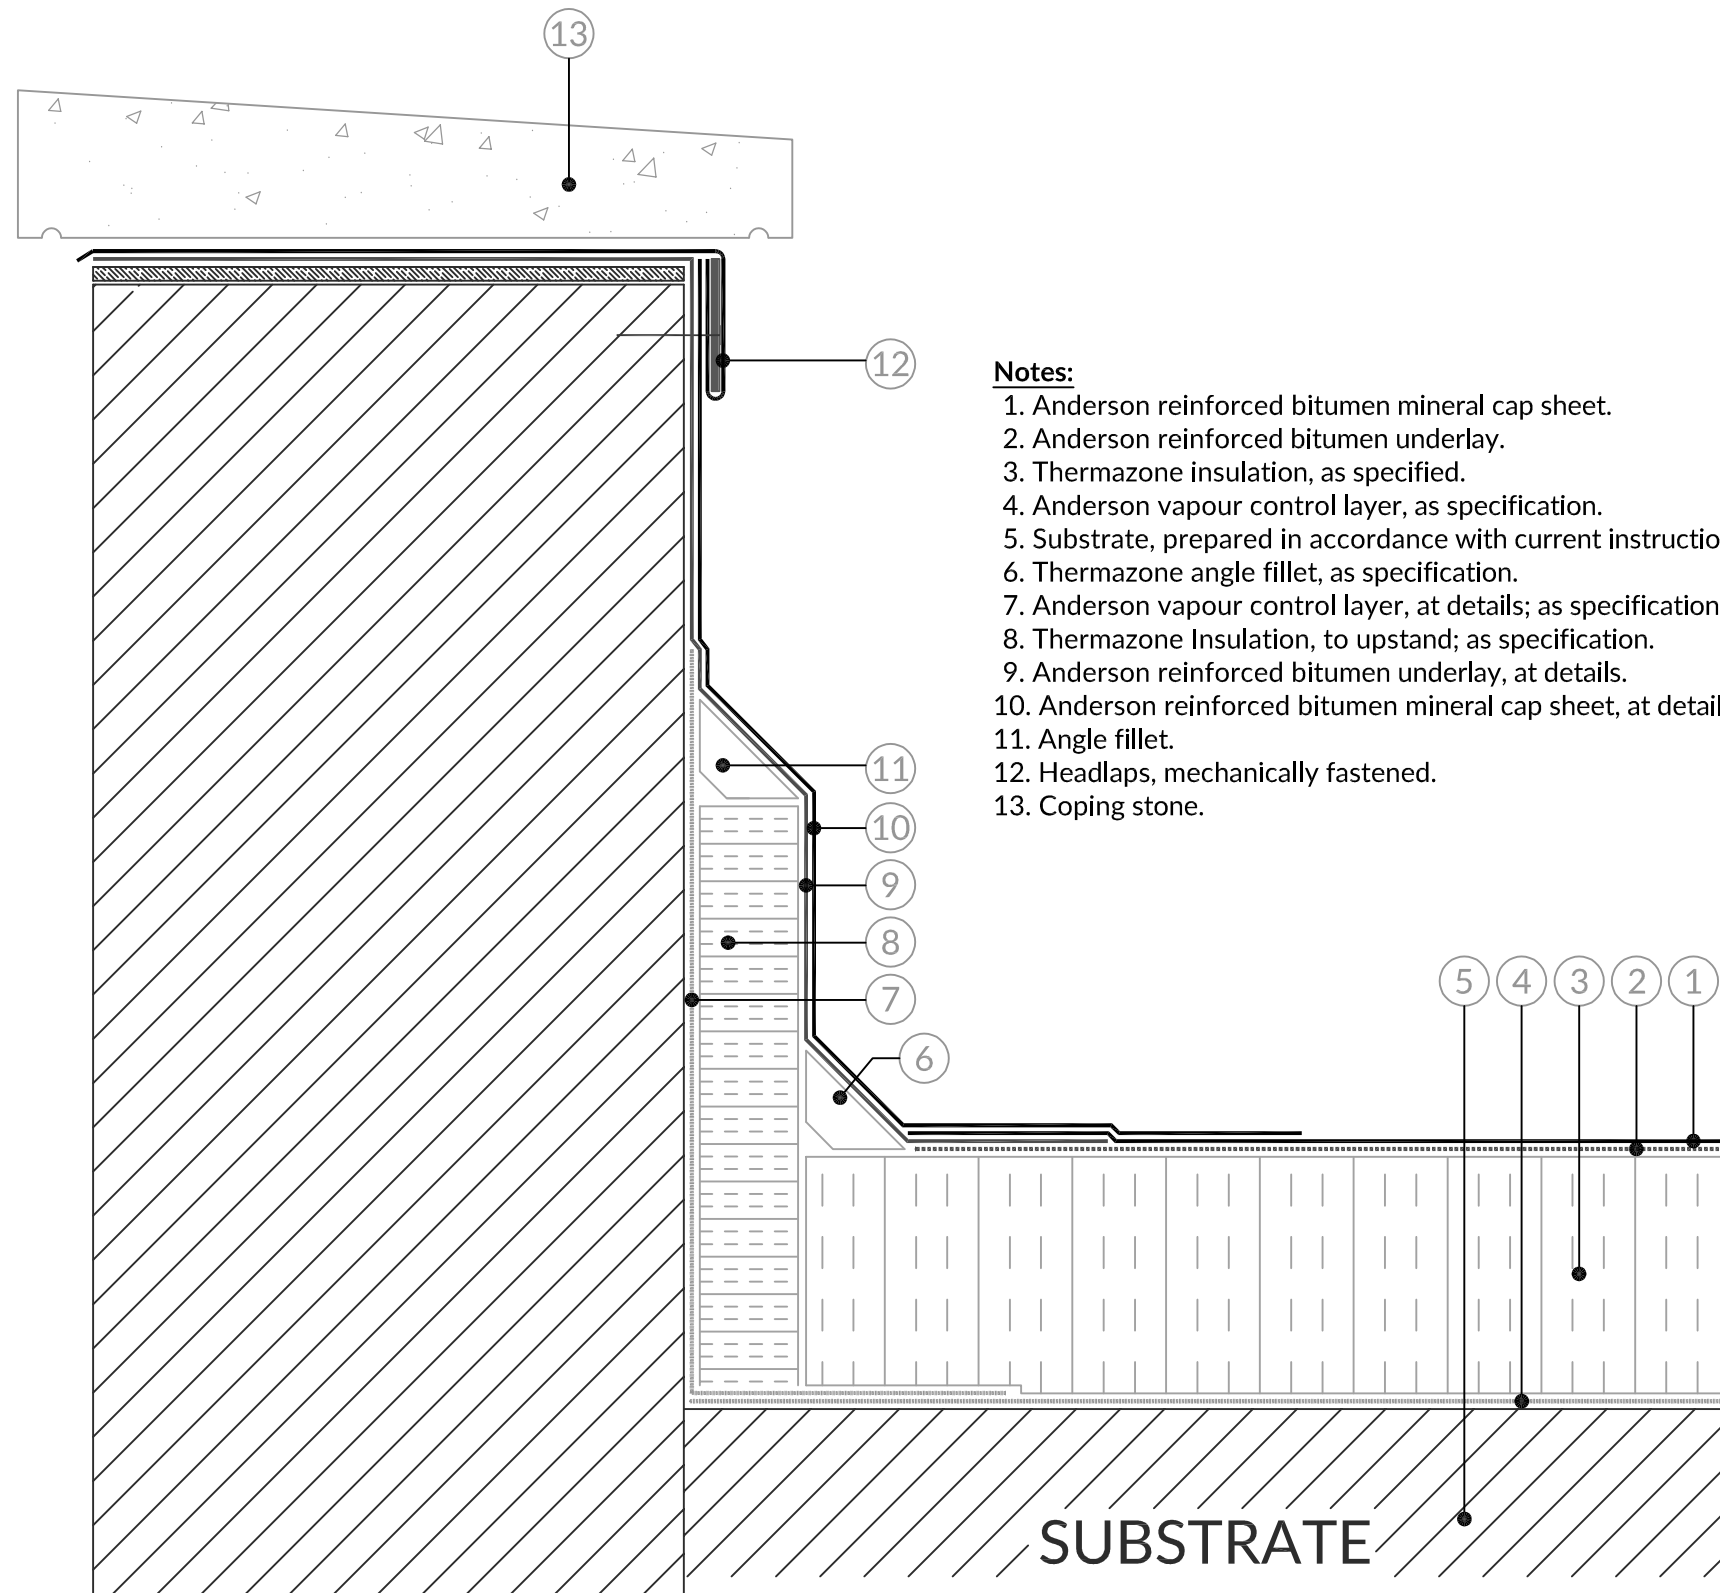 13
12
Notes:
1. Anderson reinforced bitumen mineral cap sheet.
2. Anderson reinforced bitumen underlay.
3. Thermazone insulation, as specified.
4. Anderson vapour control layer, as specification.
5. Substrate, prepared in accordance with current instructio
6. Thermazone angle fillet, as specification.
7. Anderson vapour control layer, at details; as specification
8. Thermazone Insulation, to upstand; as specification.
9. Anderson reinforced bitumen underlay, at details.
10. Anderson reinforced bitumen mineral cap sheet, at detail
11. Angle fillet.
12. Headlaps, mechanically fastened.
13. Coping stone.
11
10
9
8
7
6
5 4 3 2 1
SUBSTRATE